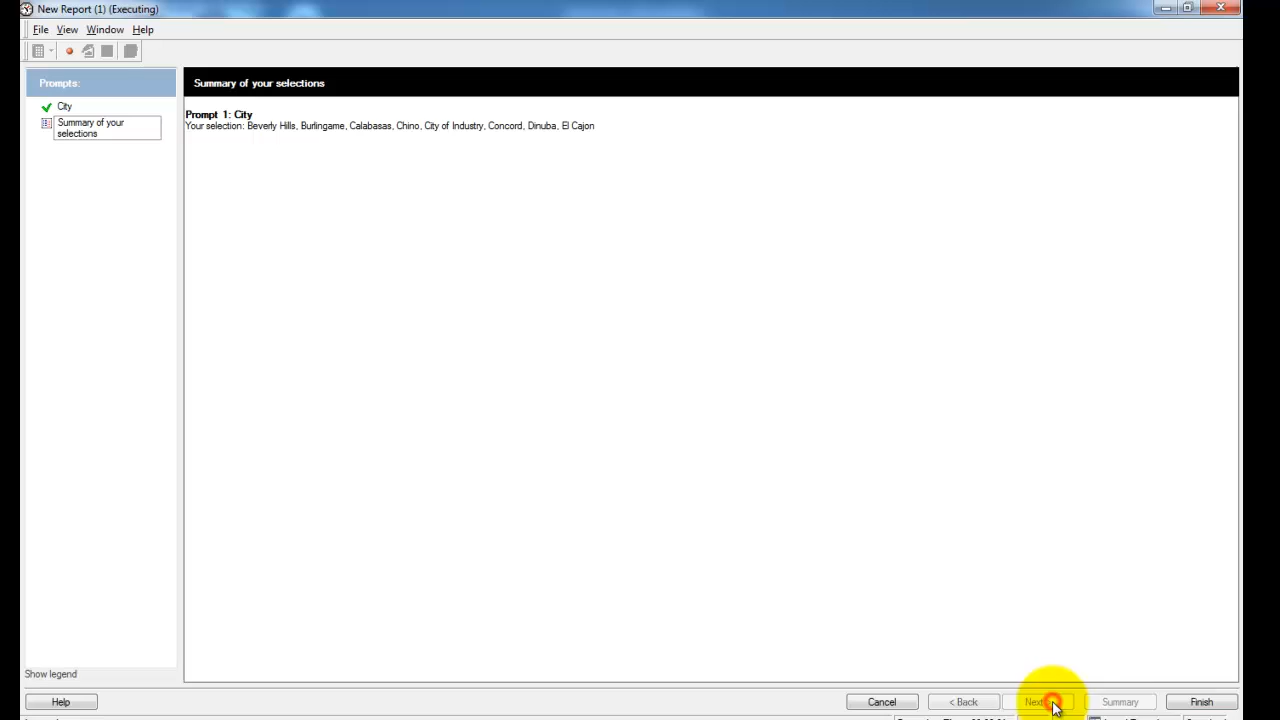 New Report (1) (Executing)
File View Window Help
Prompts:
City
Summary of your
selections
Summary of your selections
Prompt 1: City
Your selection: Beverly Hills, Burlingame, Calabasas, Chino, City of Industry, Concord, Dinuba, El Cajon
Show legend
Help Cancel < Back Next Summary Finish